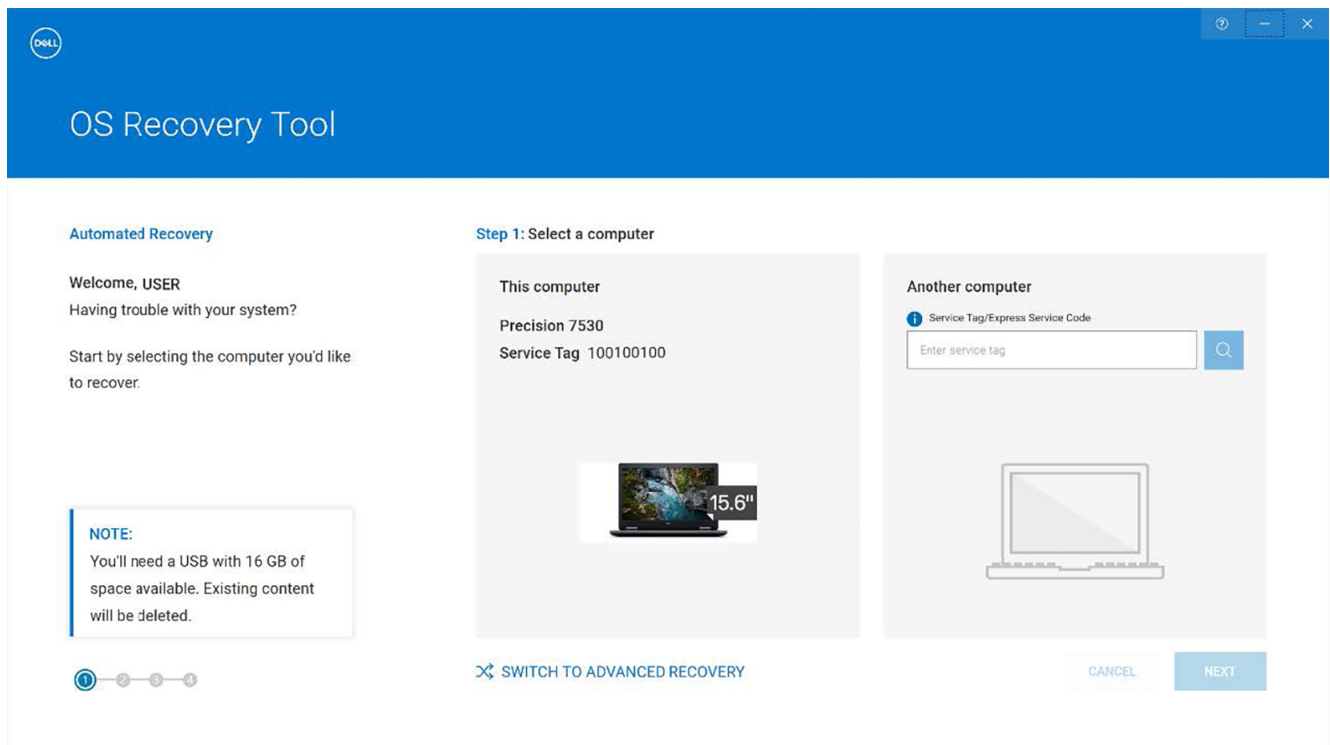 DELL
OS Recovery Tool
Automated Recovery
Welcome, USER
Having trouble with your system?
Start by selecting the computer you'd like
to recover.
NOTE:
You'll need a USB with 16 GB of
space available. Existing content
will be deleted.
1 2 3 4
Step 1: Select a computer
This computer
Precision 7530
Service Tag 100100100
15.6"
Another computer
Service Tag/Express Service Code
Enter service tag
SWITCH TO ADVANCED RECOVERY
CANCEL
NEXT